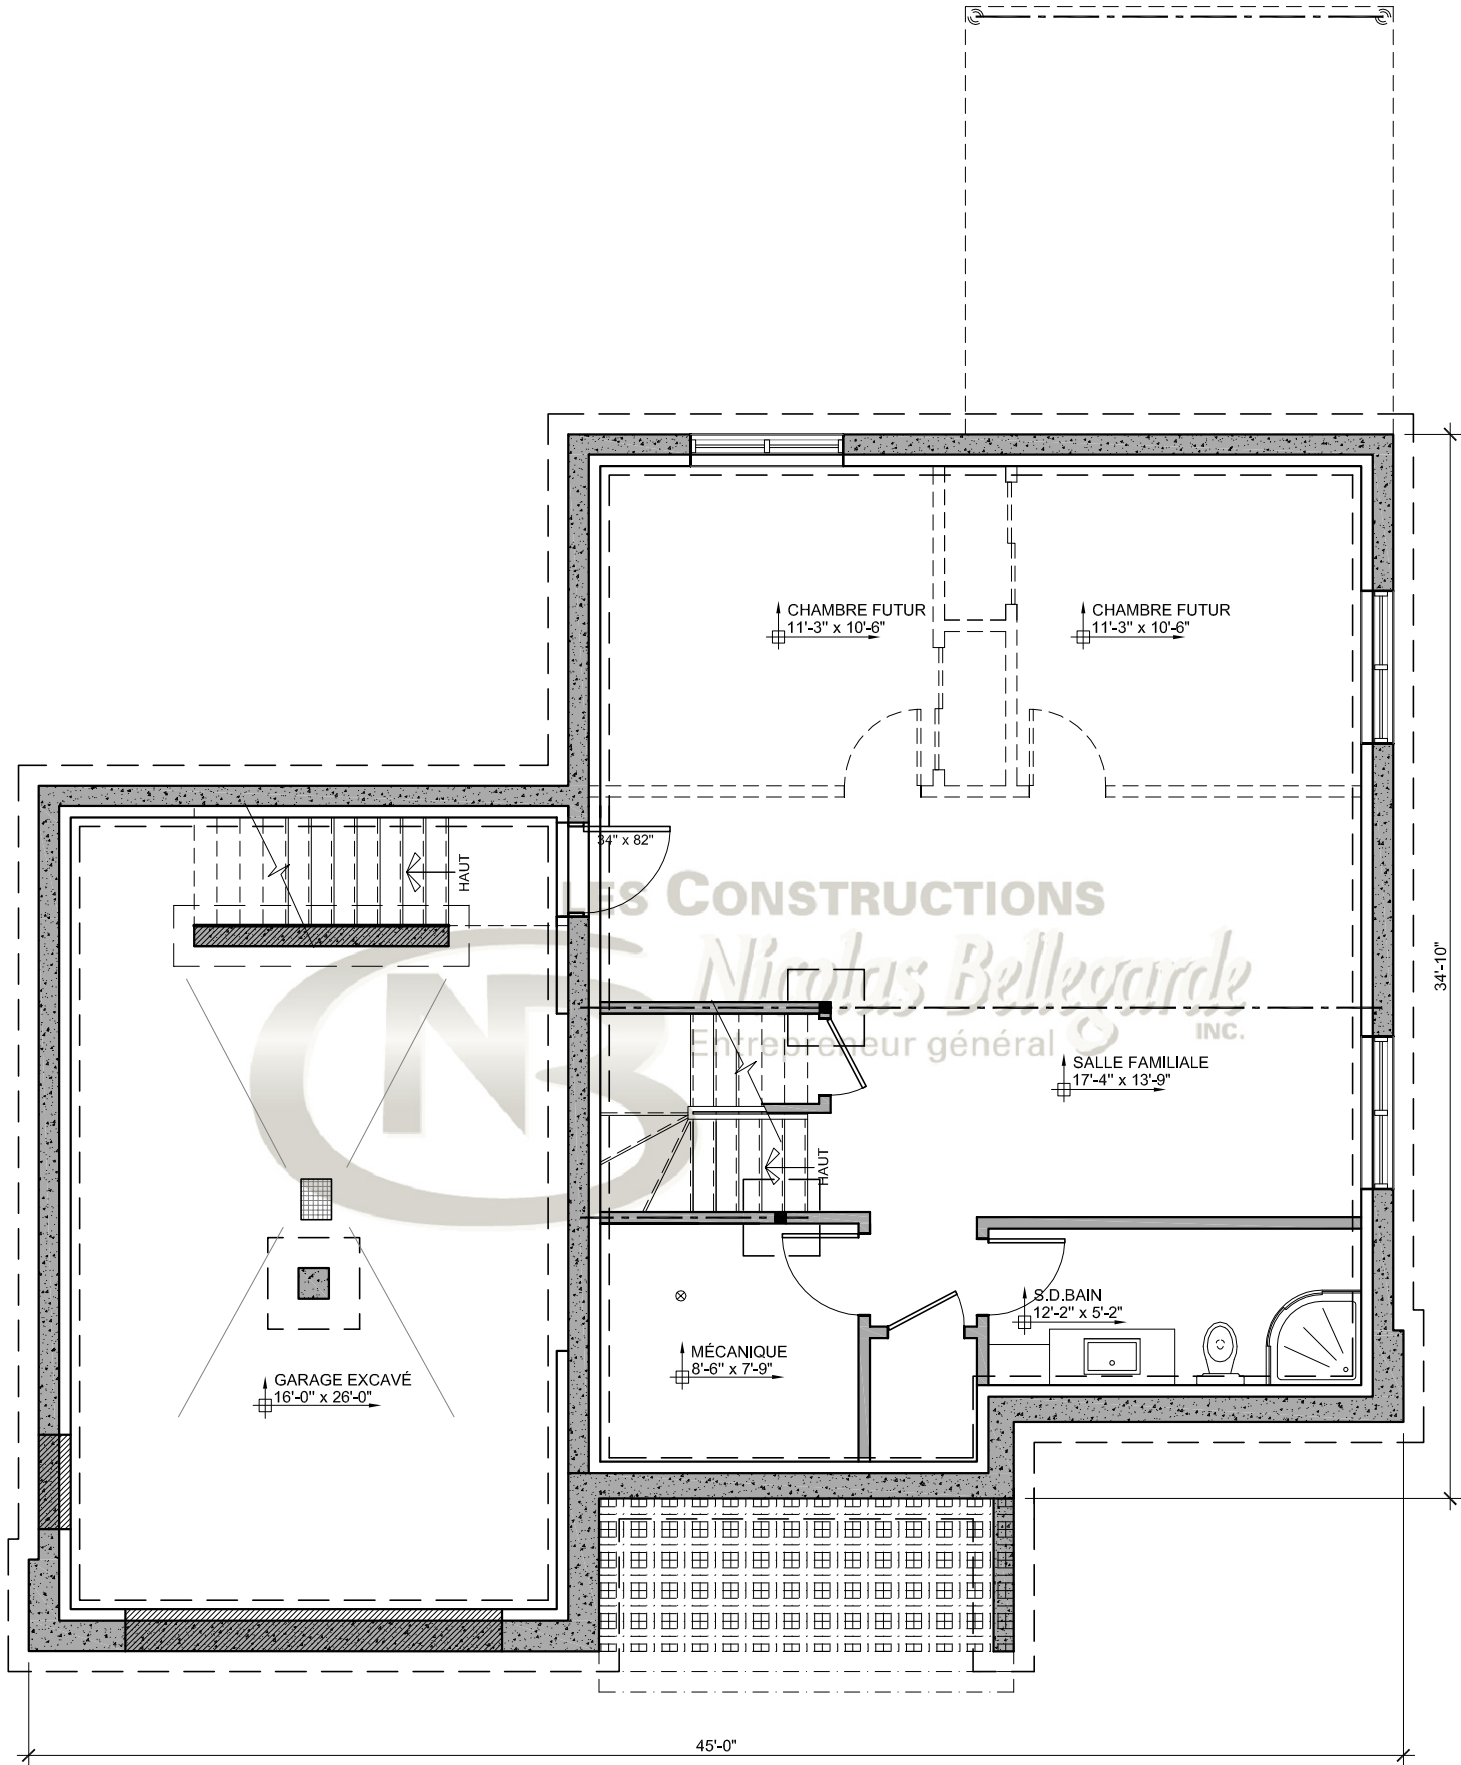 CHAMBRE FUTUR
11'-3" x 10'-6"
CHAMBRE FUTUR
11'-3" x 10'-6"
34" x 82"
HAUT
LES CONSTRUCTIONS
Nicolas Bellegarde
INC.
Entrepreneur général
NB
34'-10"
SALLE FAMILIALE
17'-4" x 13'-9"
HAUT
S.D.BAIN
12'-2" x 5'-2"
MÉCANIQUE
8'-6" x 7'-9"
GARAGE EXCAVÉ
16'-0" x 26'-0"
45'-0"